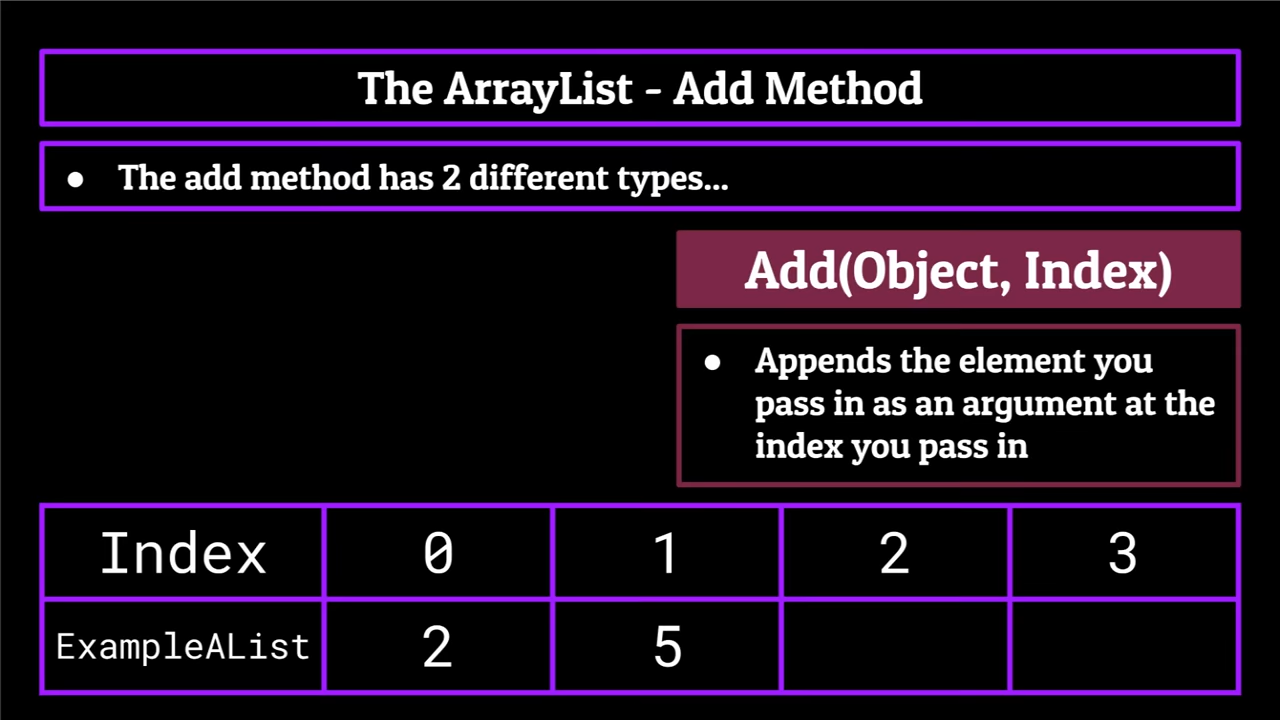 The ArrayList - Add Method
● The add method has 2 different types...
Add(Object, Index)
● Appends the element you
pass in as an argument at the
index you pass in
Index 0 1 2 3
ExampleAList 2 5